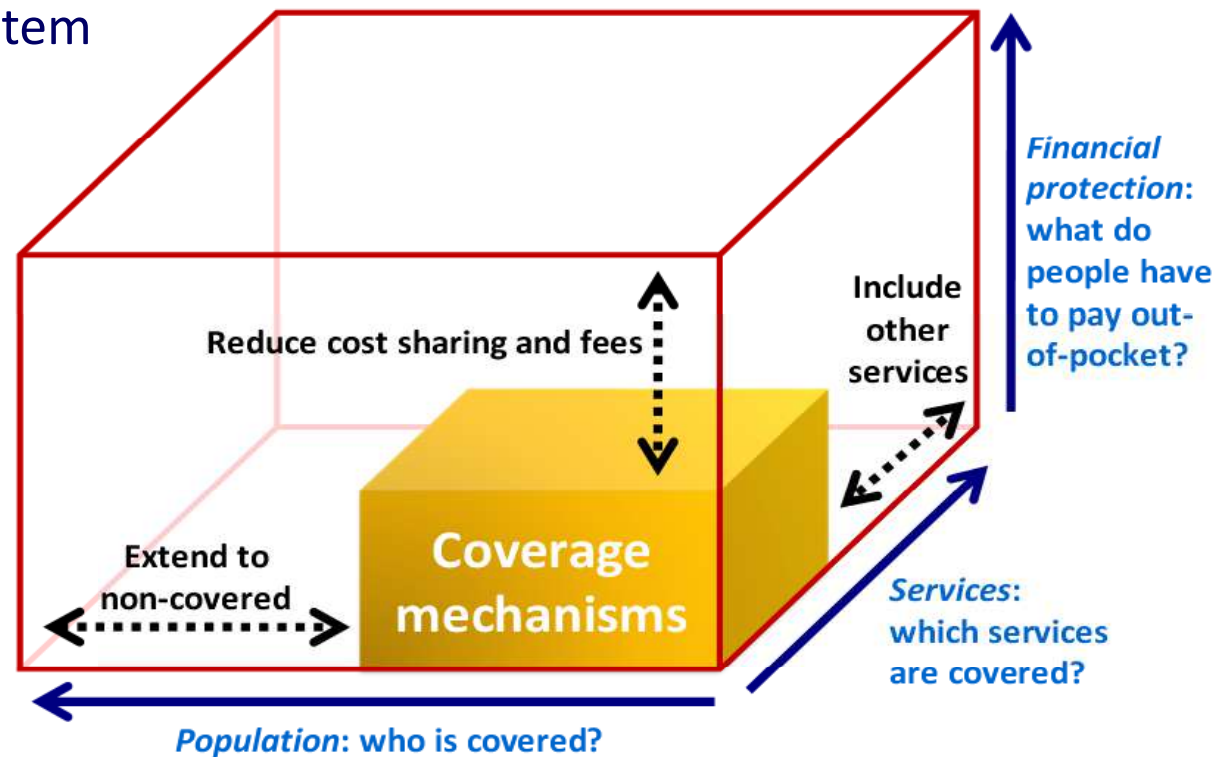 tem
Financial
protection:
what do
people have
to pay out-
of-pocket?
Include
other
services
Reduce cost sharing and fees
Coverage
mechanisms
Extend to
non-covered
Services:
which services
are covered?
Population: who is covered?